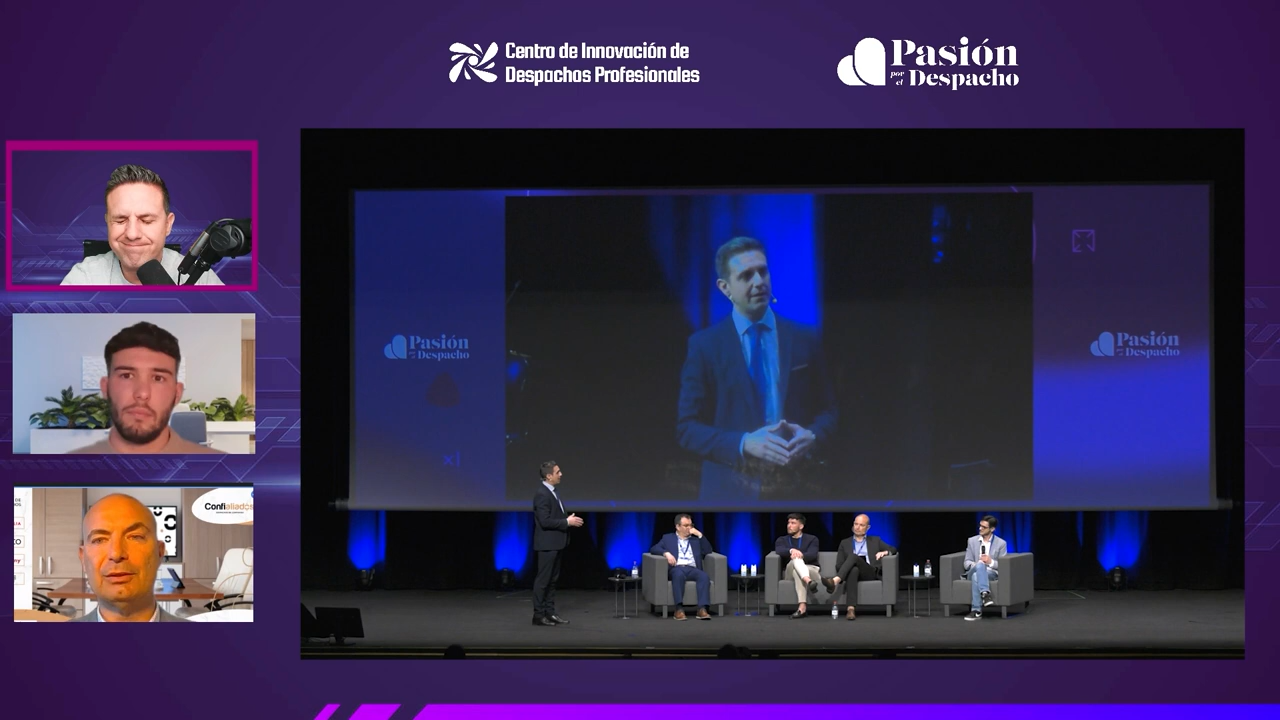 Centro de Innovación de
Despachos Profesionales
Pasión
por el Despacho
Pasión
Despacho
Pasión
Despacho
Confialiados